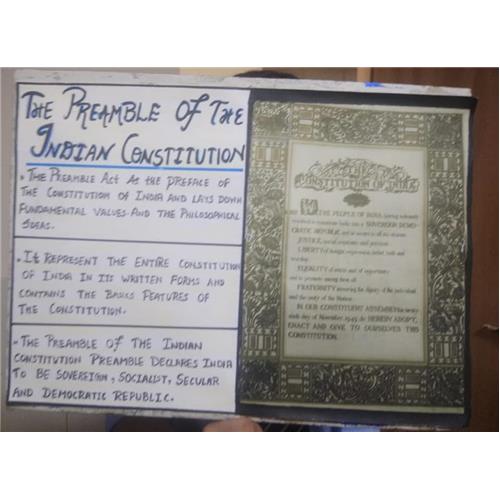 THE PREAMBLE OF THE
INDIAN CONSTITUTION
• THE PREAMBLE ACT AS THE PREFACE OF
THE CONSTITUTION OF INDIA AND LAYS DOWN
FUNDAMENTAL VALUES AND THE PHILOSOPHICAL
IDEAS.
• It REPRESENT THE ENTIRE CONSTITUTION
OF INDIA IN ITS WRITTEN FORMS AND
CONTAINS THE BASICS FEATURES OF
THE CONSTITUTION.
• THE PREAMBLE OF THE INDIAN
CONSTITUTION PREAMBLE DECLARES INDIA
TO BE SOVEREIGN, SOCIALIST, SECULAR
AND DEMOCRATIC REPUBLIC.
CONSTITUTION OF INDIA
WE, THE PEOPLE OF INDIA, having solemnly
resolved to constitute India into a SOVEREIGN DEMO-
CRATIC REPUBLIC and to secure to all its citizens:
JUSTICE, social, economic and political;
LIBERTY of thought, expression, belief, faith and
worship;
EQUALITY of status and of opportunity;
and to promote among them all
FRATERNITY assuring the dignity of the individual
and the unity of the Nation;
IN OUR CONSTITUENT ASSEMBLY this twenty
sixth day of November, 1949, do HEREBY ADOPT,
ENACT AND GIVE TO OURSELVES THIS
CONSTITUTION.